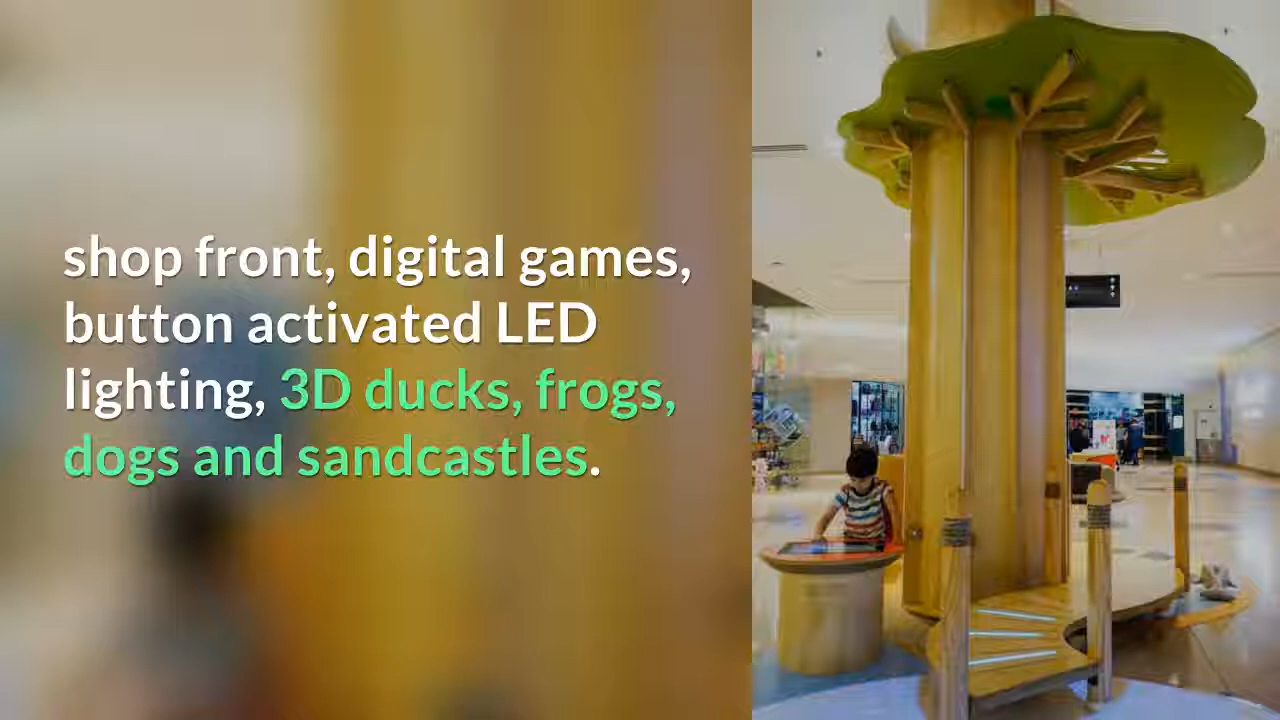 shop front, digital games,
button activated LED
lighting, 3D ducks, frogs,
dogs and sandcastles.